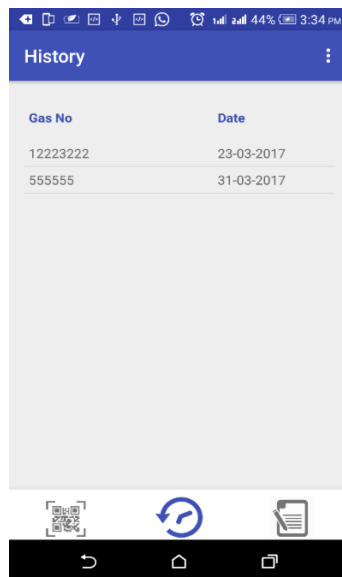 44% 3:34 PM
History
Gas No Date
12223222 23-03-2017
555555 31-03-2017